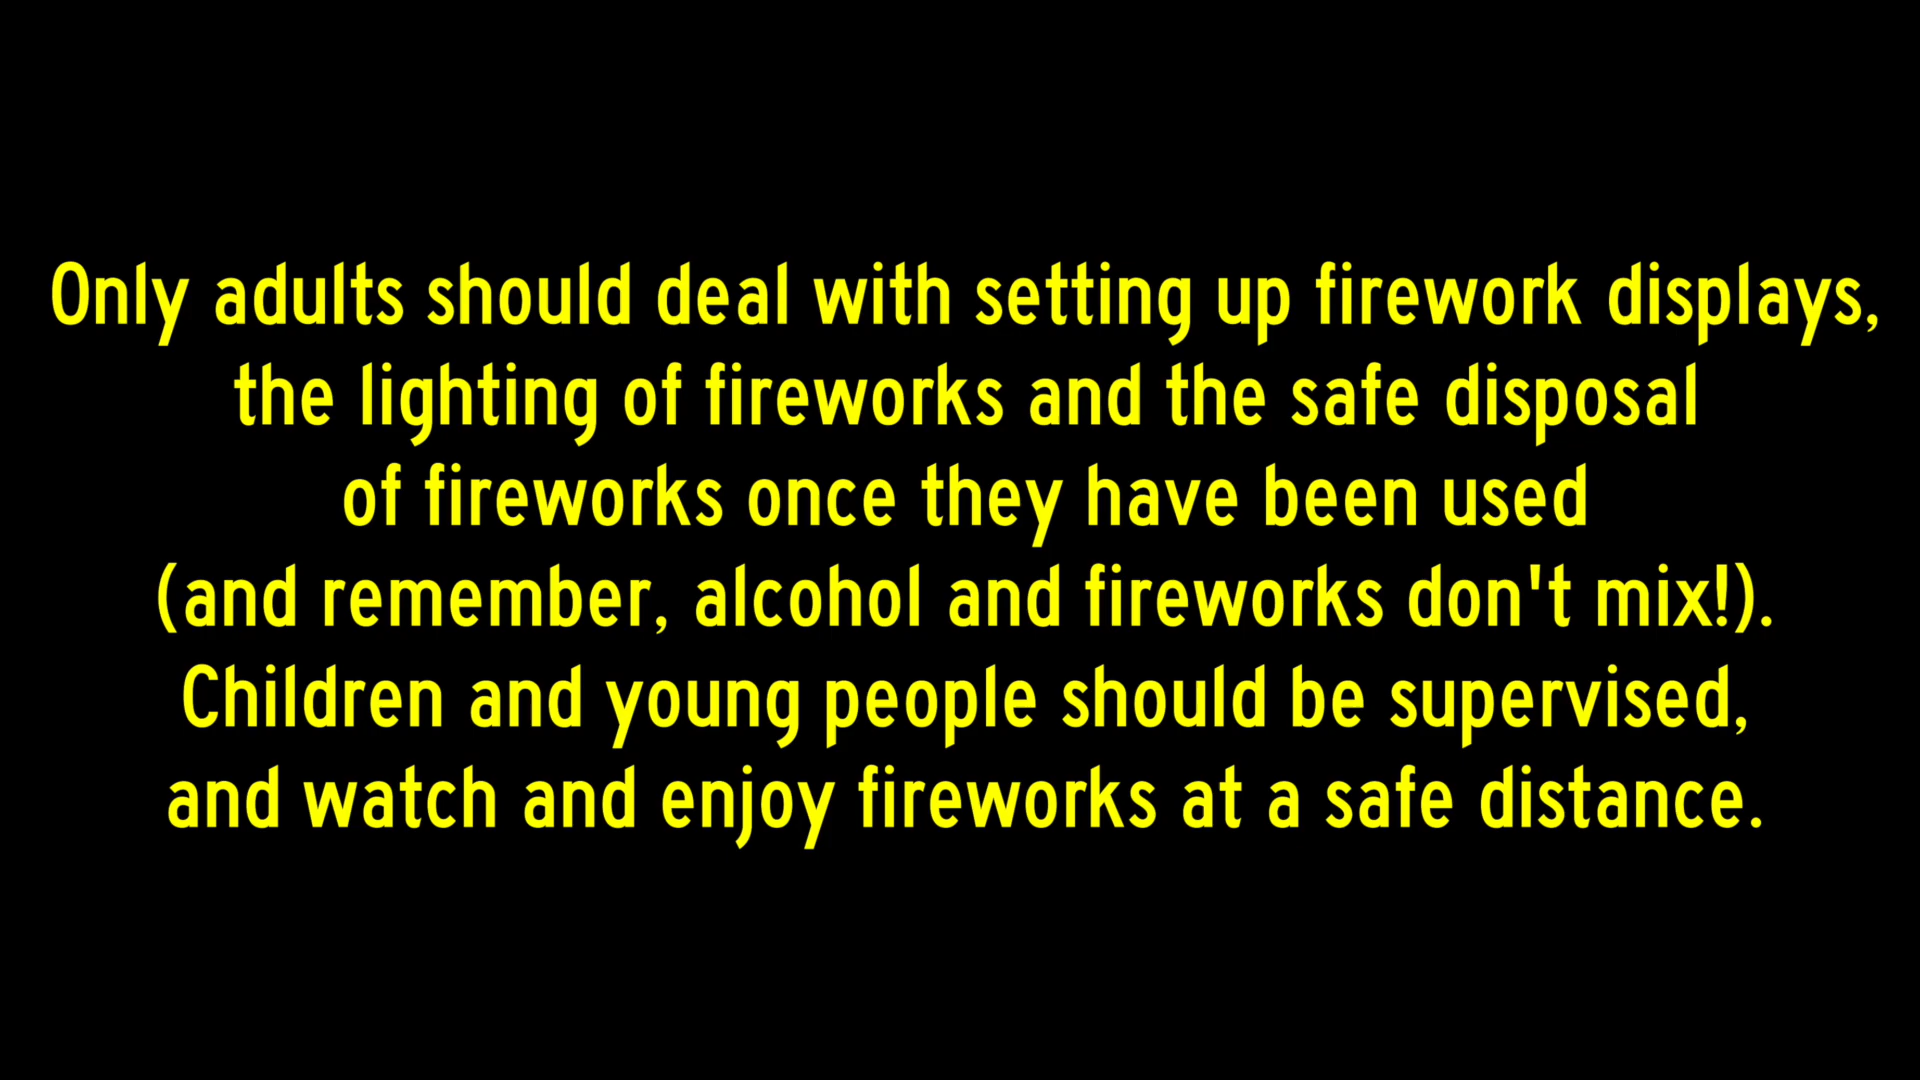 Only adults should deal with setting up firework displays,
the lighting of fireworks and the safe disposal
of fireworks once they have been used
(and remember, alcohol and fireworks don't mix!).
Children and young people should be supervised,
and watch and enjoy fireworks at a safe distance.